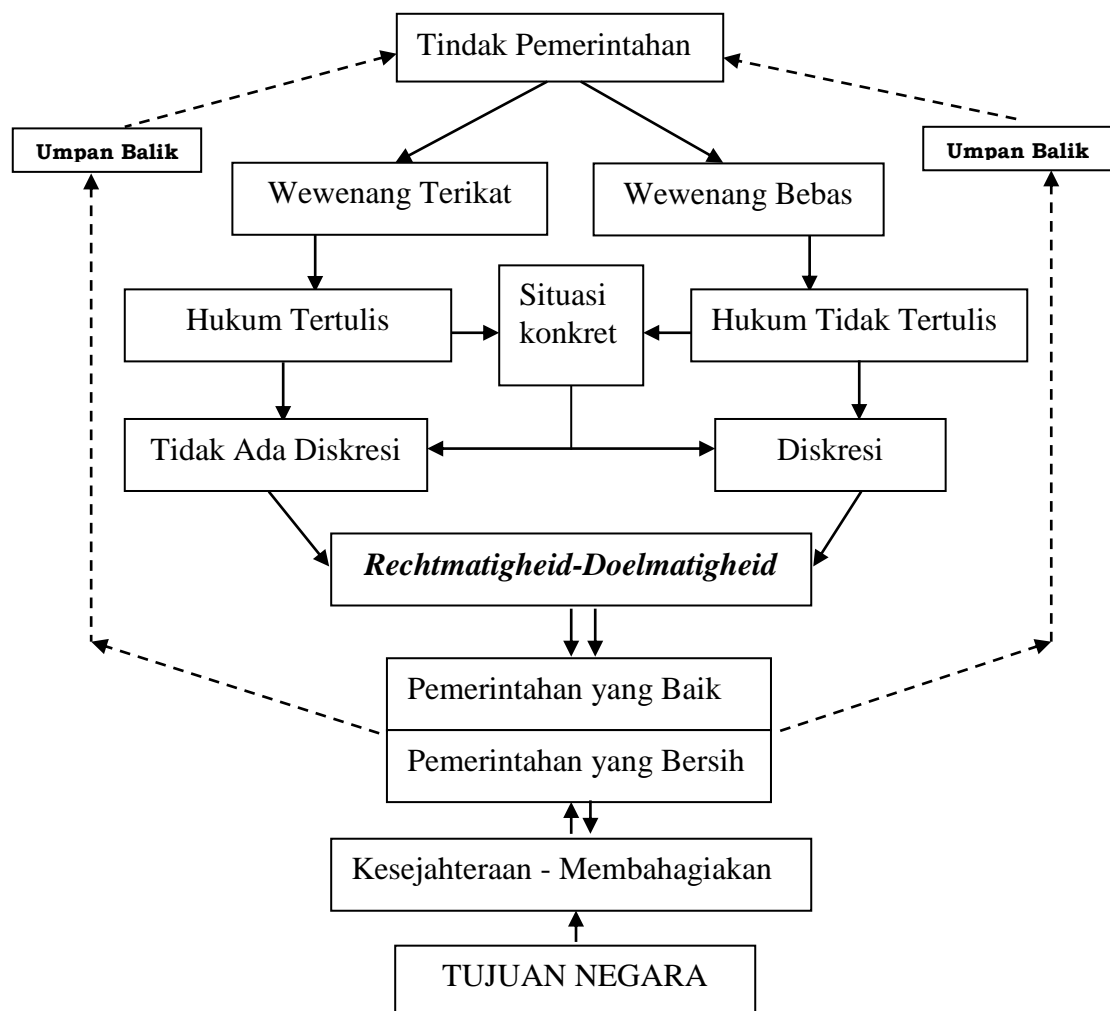 Tindak Pemerintahan
Umpan Balik
Umpan Balik
Wewenang Terikat
Wewenang Bebas
Hukum Tertulis
Situasi
konkret
Hukum Tidak Tertulis
Tidak Ada Diskresi
Diskresi
Rechtmatigheid-Doelmatigheid
Pemerintahan yang Baik
Pemerintahan yang Bersih
Kesejahteraan - Membahagiakan
TUJUAN NEGARA